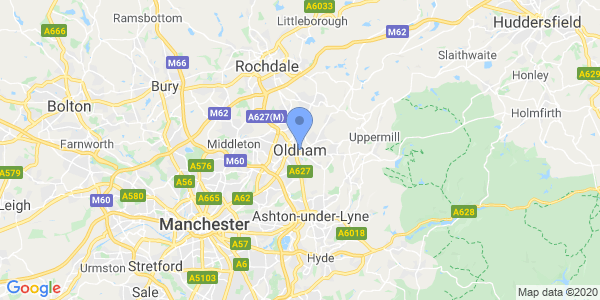 A666
Ramsbottom
A6033
Littleborough
Huddersfield
M62
Slaithwaite
M66
Rochdale
Honley
A629
Bolton
Bury
M62
A627(M)
Holmfirth
Farnworth
Middleton
Uppermill
Oldham
M60
A576
A579
A56
A627
A580
A665
A62
Leigh
M60
Manchester
Ashton-under-Lyne
A628
A57
A6018
Hyde
Urmston
Stretford
A6
A5103
Sale
Google
Map data ©2020